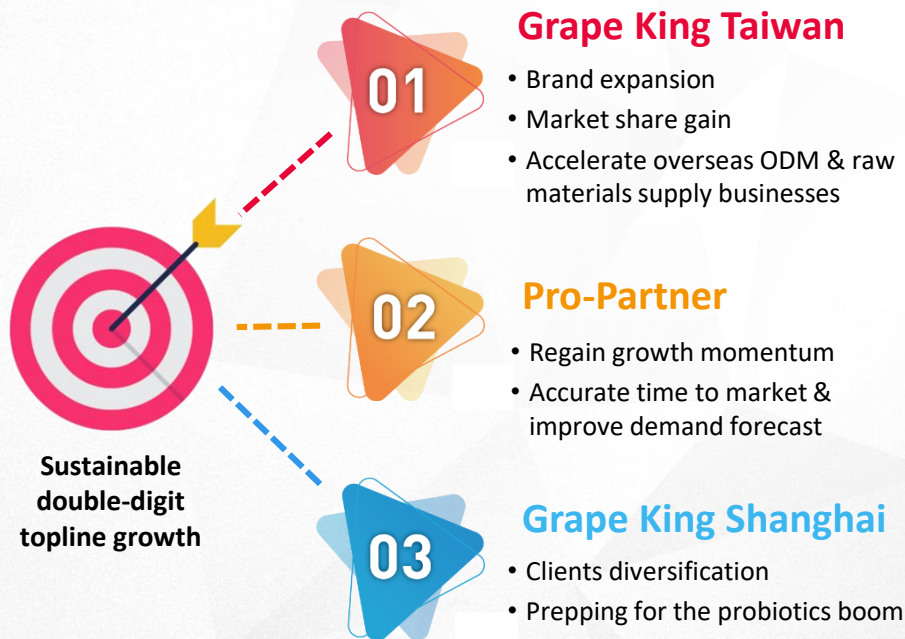 01
Grape King Taiwan
• Brand expansion
• Market share gain
• Accelerate overseas ODM & raw
materials supply businesses
02
Pro-Partner
• Regain growth momentum
• Accurate time to market &
improve demand forecast
Sustainable
double-digit
topline growth
03
Grape King Shanghai
• Clients diversification
• Prepping for the probiotics boom